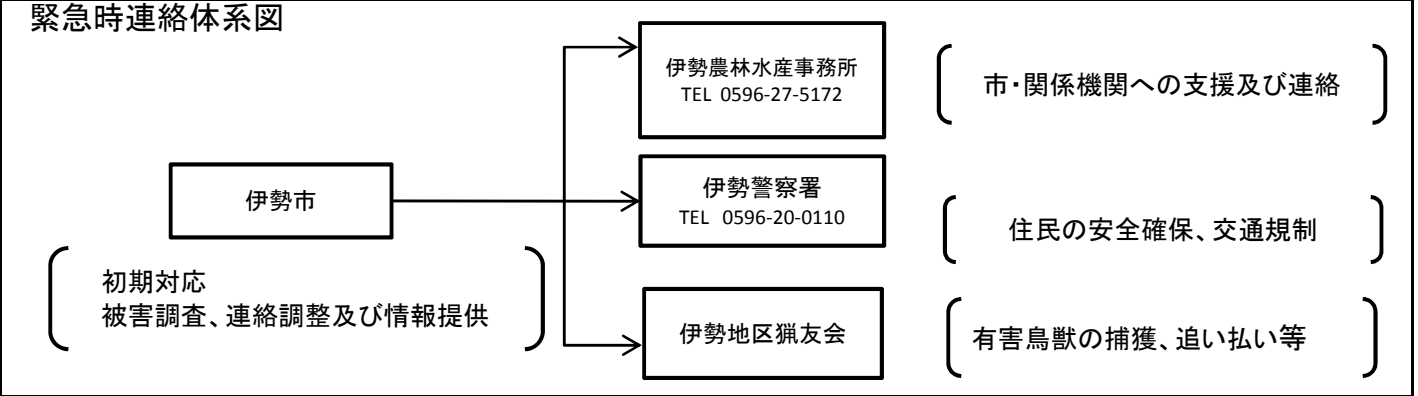 緊急時連絡体系図
伊勢農林水産事務所
TEL 0596-27-5172
市・関係機関への支援及び連絡
伊勢市
伊勢警察署
TEL 0596-20-0110
住民の安全確保、交通規制
初期対応
被害調査、連絡調整及び情報提供
伊勢地区猟友会
有害鳥獣の捕獲、追い払い等